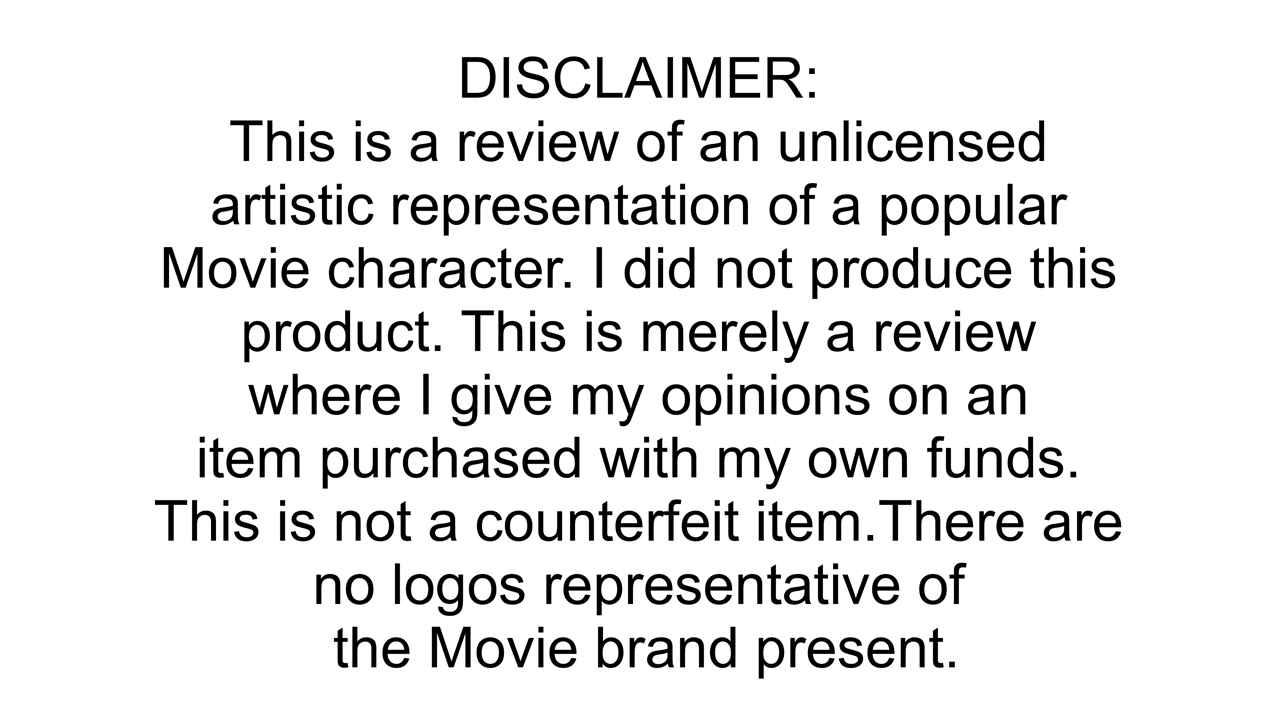 DISCLAIMER:
This is a review of an unlicensed
artistic representation of a popular
Movie character. I did not produce this
product. This is merely a review
where I give my opinions on an
item purchased with my own funds.
This is not a counterfeit item.There are
no logos representative of
the Movie brand present.